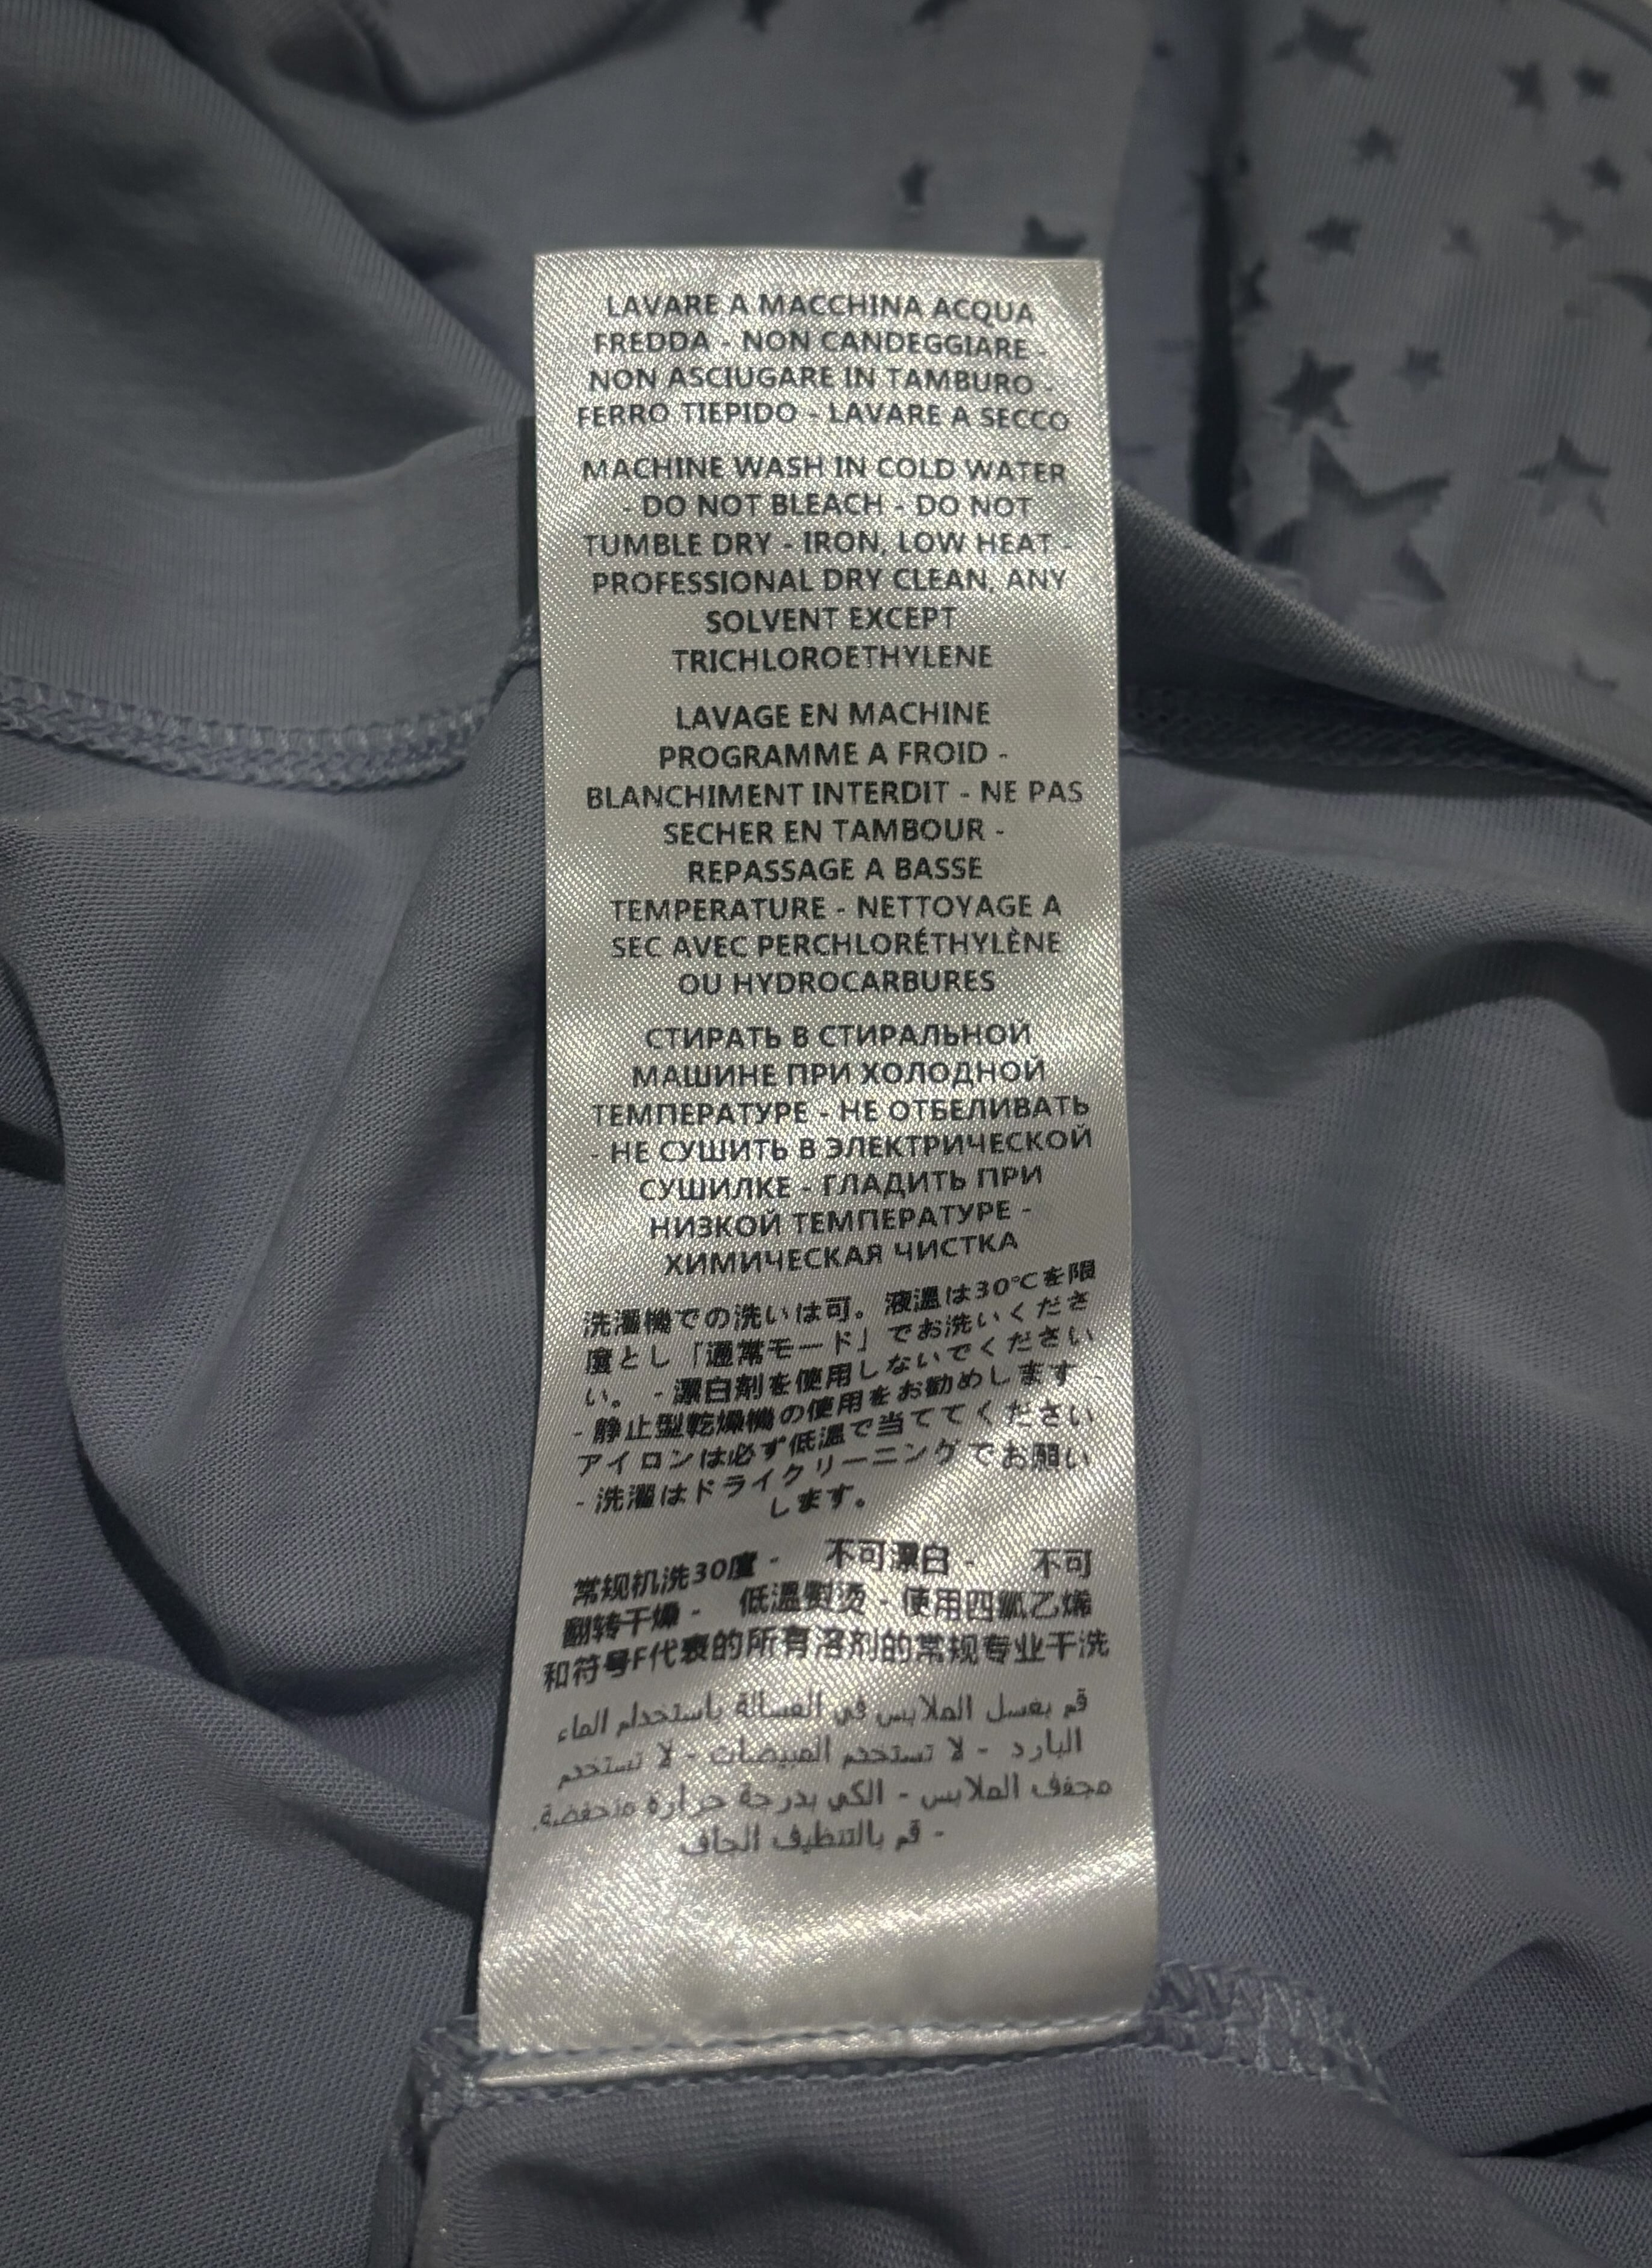 LAVARE A MACCHINA ACQUA
FREDDA - NON CANDEGGIARE -
NON ASCIUGARE IN TAMBURO -
FERRO TIEPIDO - LAVARE A SECCO
MACHINE WASH IN COLD WATER
- DO NOT BLEACH - DO NOT
TUMBLE DRY - IRON, LOW HEAT -
PROFESSIONAL DRY CLEAN, ANY
SOLVENT EXCEPT
TRICHLOROETHYLENE
LAVAGE EN MACHINE
PROGRAMME A FROID -
BLANCHIMENT INTERDIT - NE PAS
SECHER EN TAMBOUR -
REPASSAGE A BASSE
TEMPERATURE - NETTOYAGE A
SEC AVEC PERCHLORÉTHYLÈNE
OU HYDROCARBURES
СТИРАТЬ В СТИРАЛЬНОЙ
МАШИНЕ ПРИ ХОЛОДНОЙ
ТЕМПЕРАТУРЕ - НЕ ОТБЕЛИВАТЬ
- НЕ СУШИТЬ В ЭЛЕКТРИЧЕСКОЙ
СУШИЛКЕ - ГЛАДИТЬ ПРИ
НИЗКОЙ ТЕМПЕРАТУРЕ -
ХИМИЧЕСКАЯ ЧИСТКА
洗濯機での洗いは可。液温は30℃を限
度とし「通常モード」でお洗いくださ
い。 - 漂白剤を使用しないでください
- 静止型乾燥機の使用をお勧めします -
アイロンは必ず低温で当ててください
- 洗濯はドライクリーニングでお願い
します。
常规机洗30度 - 不可漂白 - 不可
翻转干燥 - 低温熨烫 - 使用四氯乙烯
和符号F代表的所有溶剂的常规专业干洗
قم بغسل الملابس في الغسالة باستخدام الماء
البارد - لا تستخدم المبيضات - لا تستخدم
مجفف الملابس - الكي بدرجة حرارة منخفضة.
- قم بالتنظيف الجاف